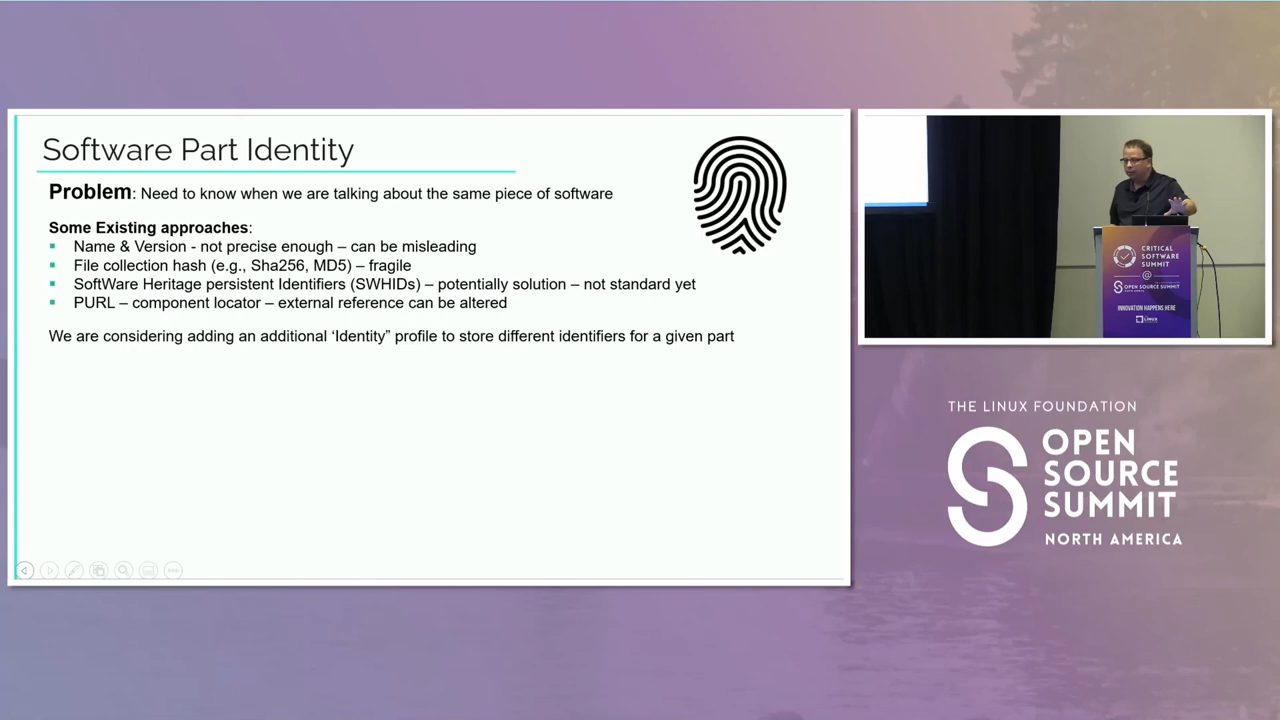 Software Part Identity
Problem: Need to know when we are talking about the same piece of software
Some Existing approaches:
Name & Version - not precise enough – can be misleading
File collection hash (e.g., Sha256, MD5) – fragile
SoftWare Heritage persistent Identifiers (SWHIDs) – potentially solution – not standard yet
PURL – component locator – external reference can be altered
We are considering adding an additional ‘Identity” profile to store different identifiers for a given part
CRITICAL
SOFTWARE
SUMMIT
@
OPEN SOURCE SUMMIT
INNOVATION HAPPENS HERE
LINUX
THE LINUX FOUNDATION
OPEN
SOURCE
SUMMIT
NORTH AMERICA